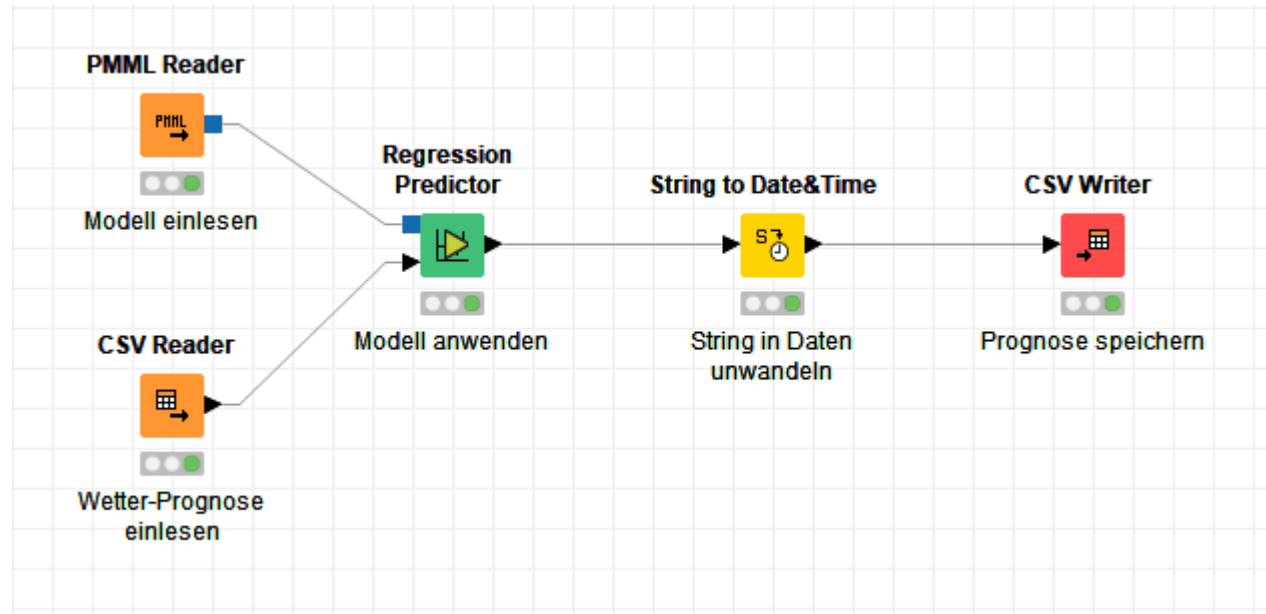 PMML Reader
PMML
Modell einlesen
Regression
Predictor
Modell anwenden
String to Date&Time
S
String in Daten
unwandeln
CSV Writer
Prognose speichern
CSV Reader
Wetter-Prognose
einlesen